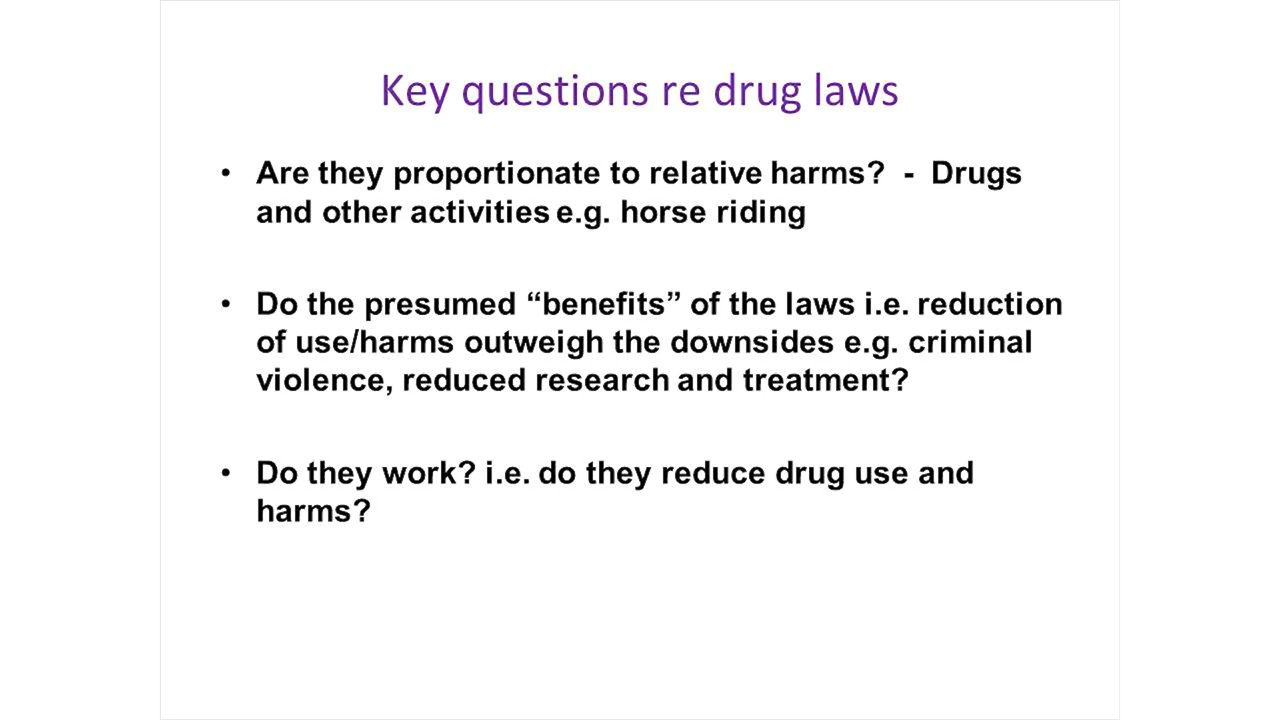 Key questions re drug laws
• Are they proportionate to relative harms?  -  Drugs
and other activities e.g. horse riding
• Do the presumed “benefits” of the laws i.e. reduction
of use/harms outweigh the downsides e.g. criminal
violence, reduced research and treatment?
• Do they work? i.e. do they reduce drug use and
harms?